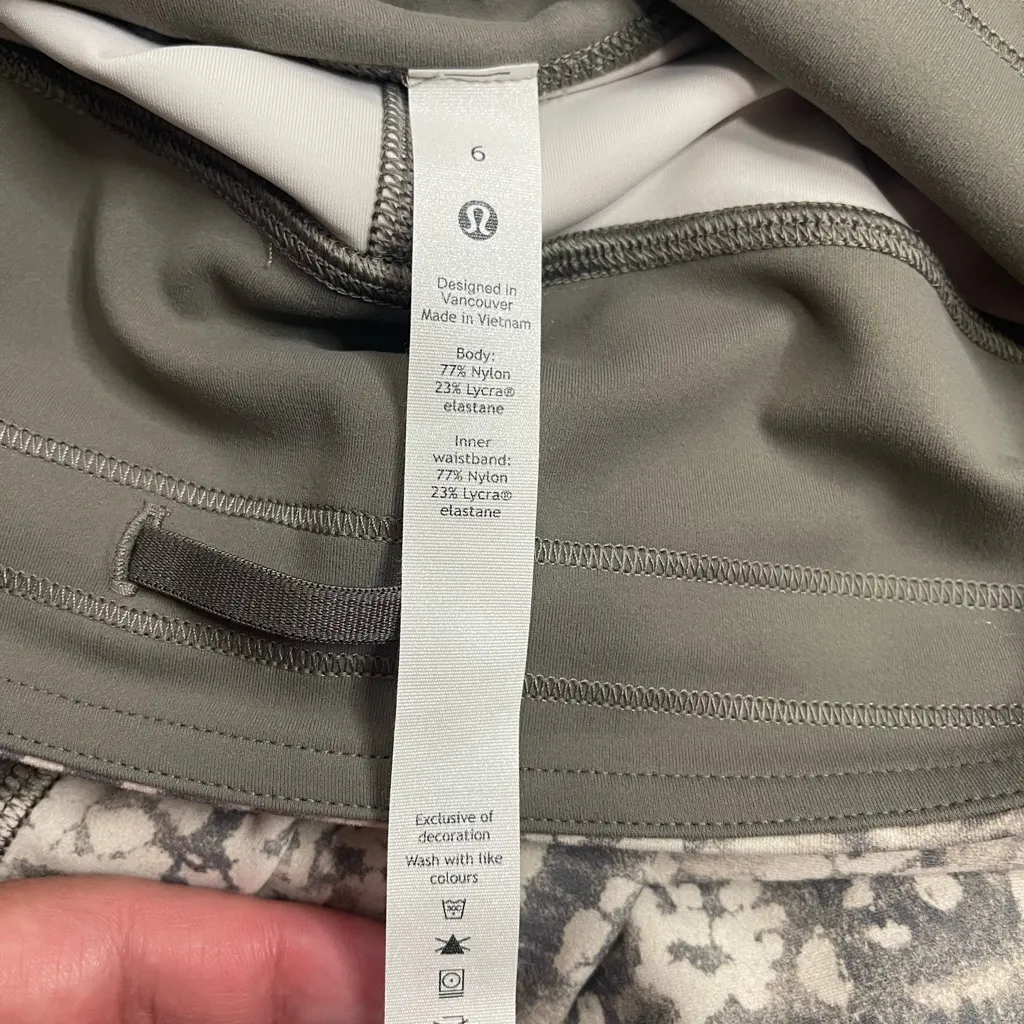 6
Designed in
Vancouver
Made in Vietnam
Body:
77% Nylon
23% Lycra®
elastane
Inner
waistband:
77% Nylon
23% Lycra®
elastane
Exclusive of
decoration
Wash with like
colours
30C